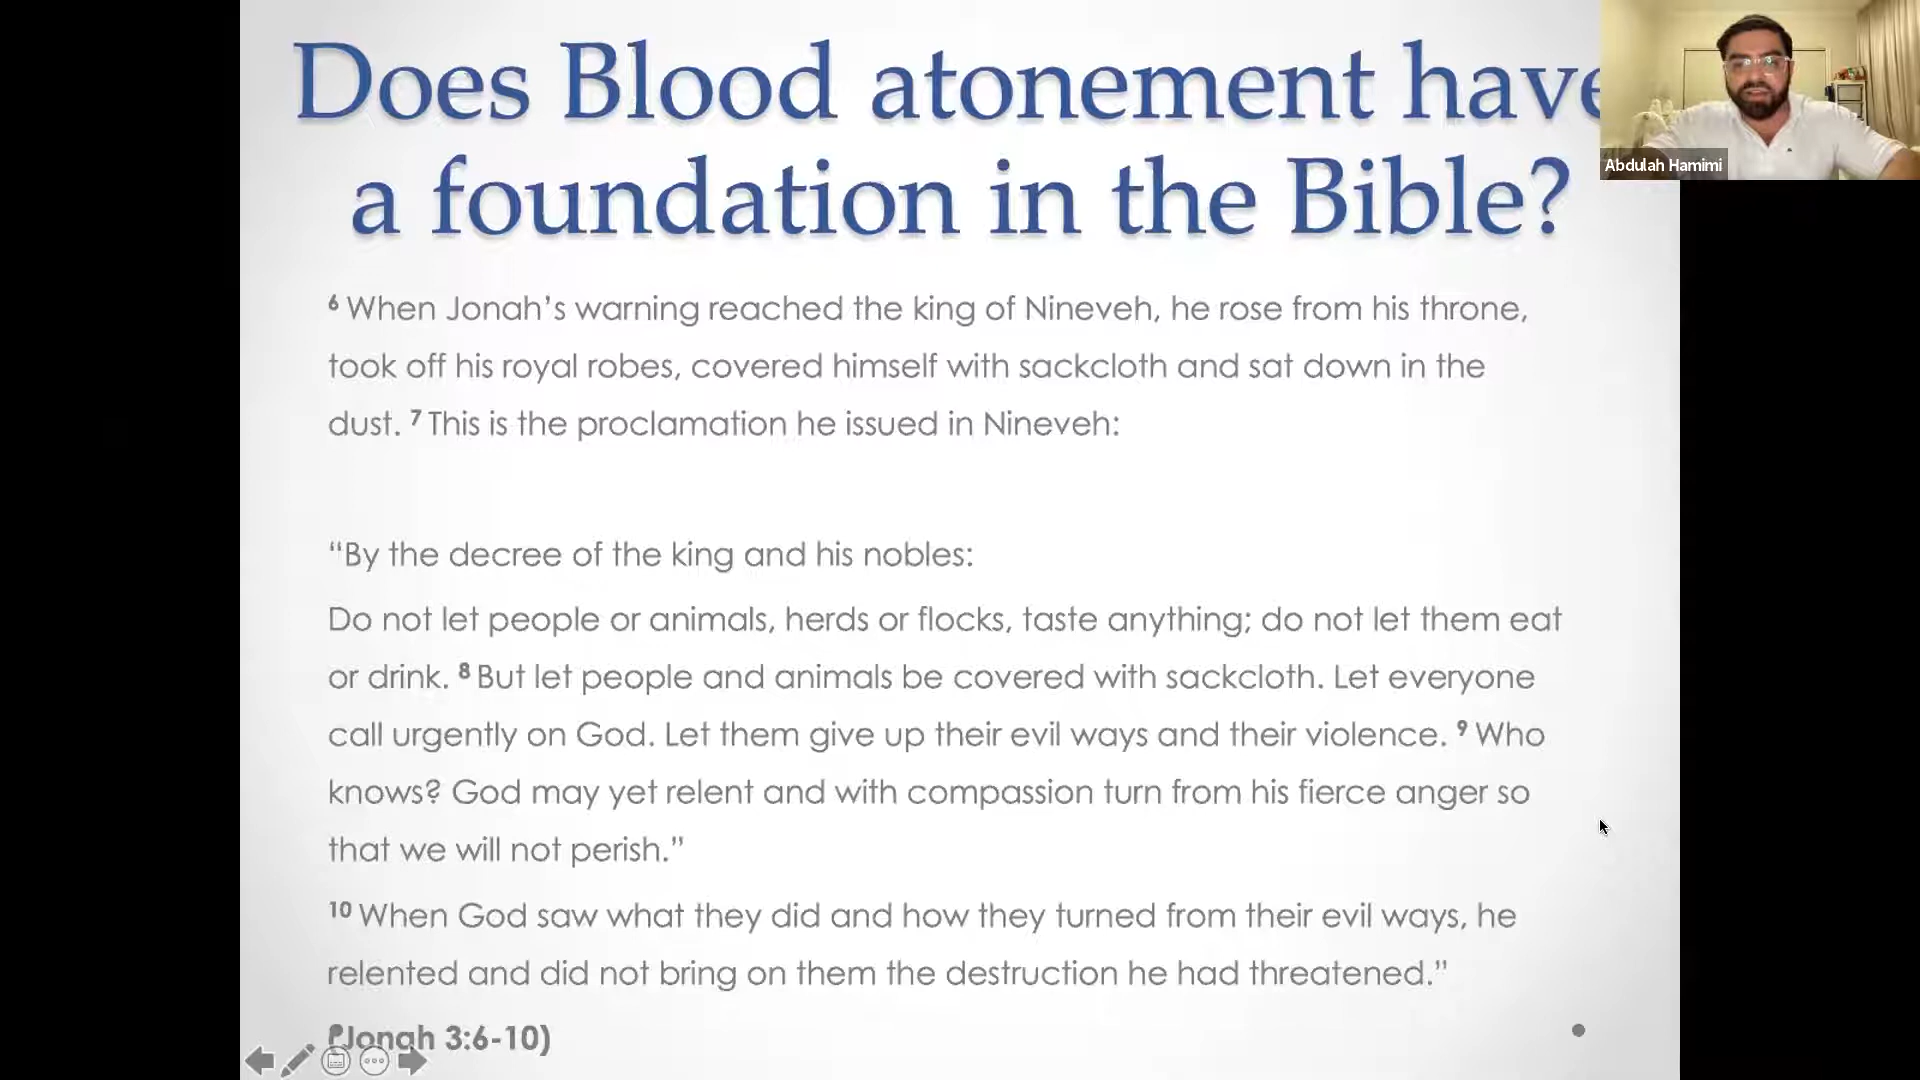 Does Blood atonement have
a foundation in the Bible?
Abdulah Hamimi
6 When Jonah’s warning reached the king of Nineveh, he rose from his throne,
took off his royal robes, covered himself with sackcloth and sat down in the
dust. 7 This is the proclamation he issued in Nineveh:
“By the decree of the king and his nobles:
Do not let people or animals, herds or flocks, taste anything; do not let them eat
or drink. 8 But let people and animals be covered with sackcloth. Let everyone
call urgently on God. Let them give up their evil ways and their violence. 9 Who
knows? God may yet relent and with compassion turn from his fierce anger so
that we will not perish.”
10 When God saw what they did and how they turned from their evil ways, he
relented and did not bring on them the destruction he had threatened.”
(Jonah 3:6-10)